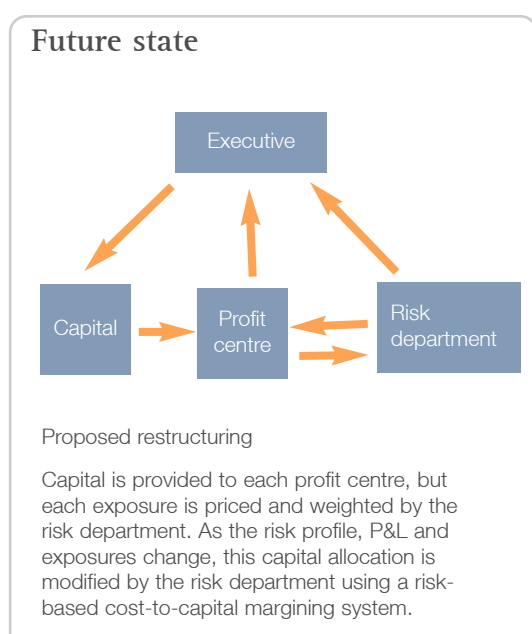 Future state
Executive
Capital
Profit
centre
Risk
department
Proposed restructuring
Capital is provided to each profit centre, but
each exposure is priced and weighted by the
risk department. As the risk profile, P&L and
exposures change, this capital allocation is
modified by the risk department using a risk-
based cost-to-capital margining system.